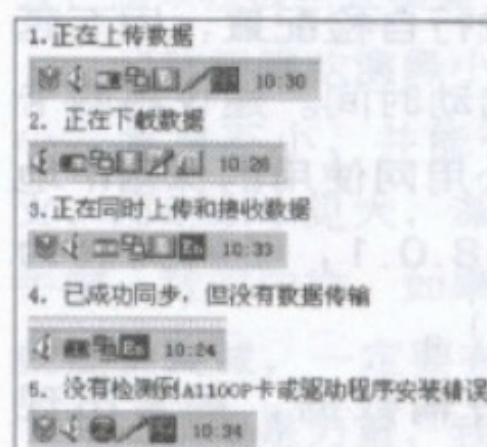 1.正在上传数据
10:30
2. 正在下载数据
10:26
3.正在同时上传和接收数据
En 10:33
4. 已成功同步，但没有数据传输
En 10:24
5. 没有检测到A1100P卡或驱动程序安装错误
10:34